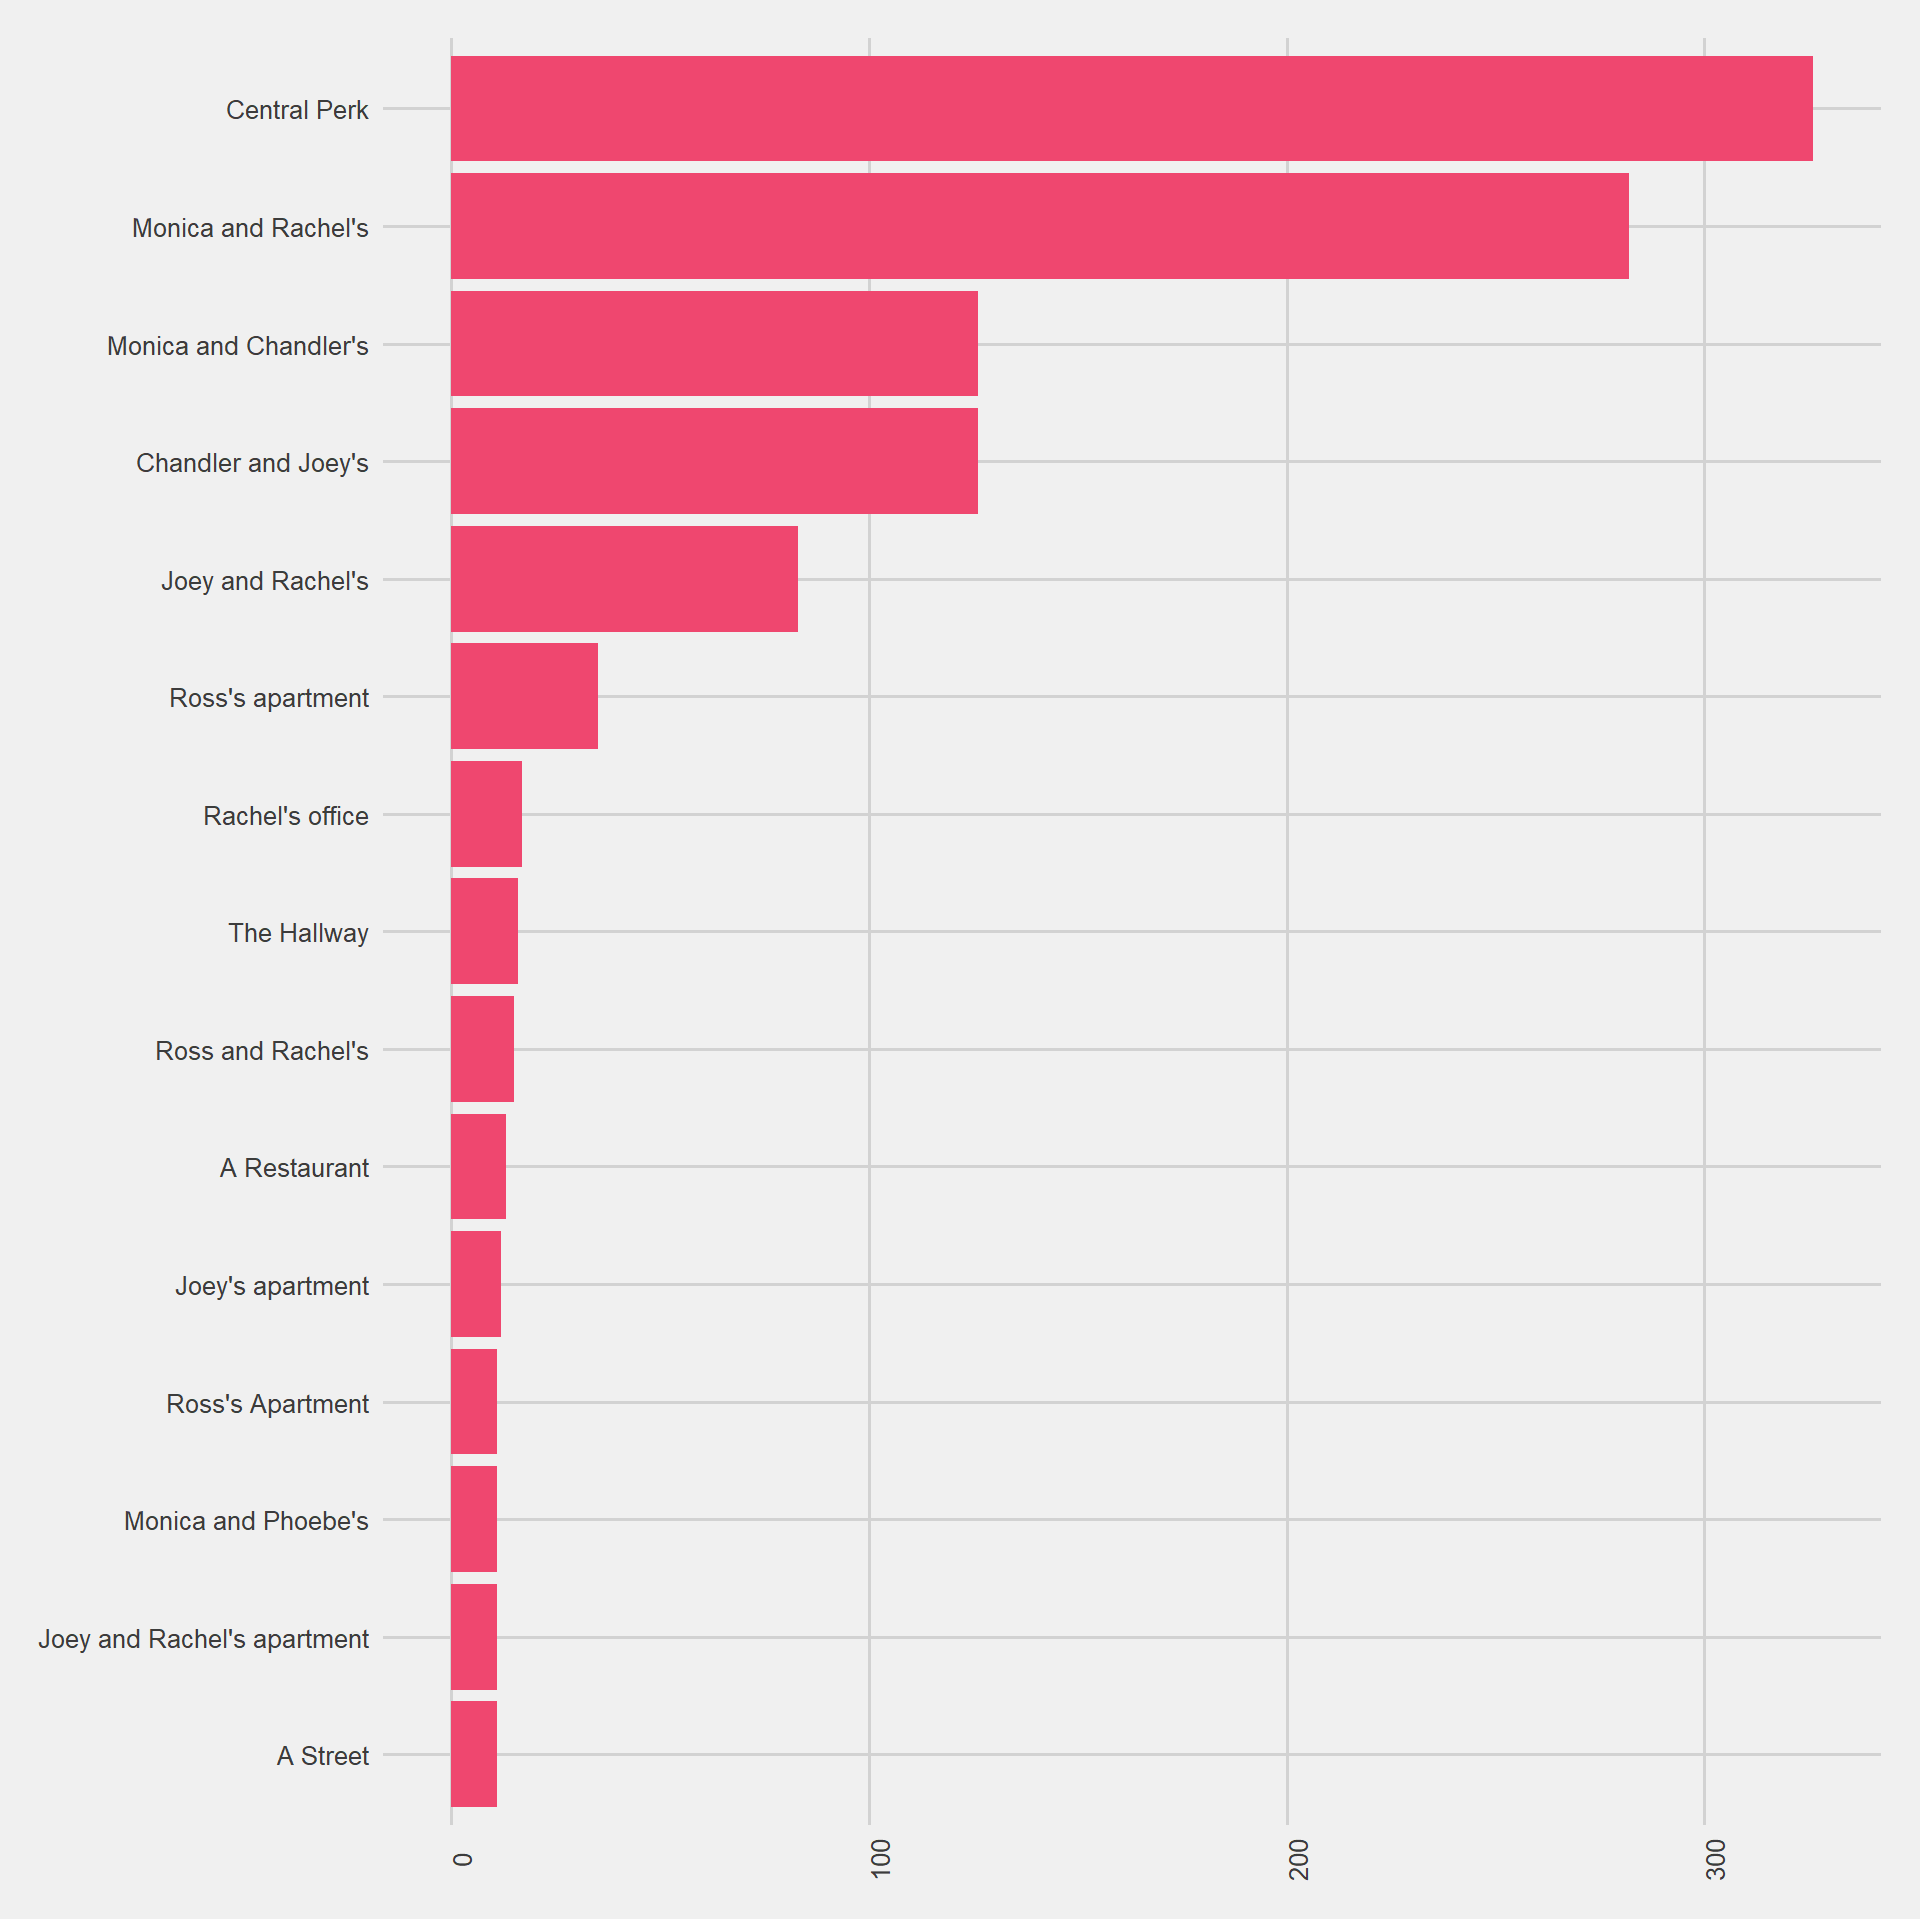 Central Perk
Monica and Rachel's
Monica and Chandler's
Chandler and Joey's
Joey and Rachel's
Ross's apartment
Rachel's office
The Hallway
Ross and Rachel's
A Restaurant
Joey's apartment
Ross's Apartment
Monica and Phoebe's
Joey and Rachel's apartment
A Street
0
100
200
300